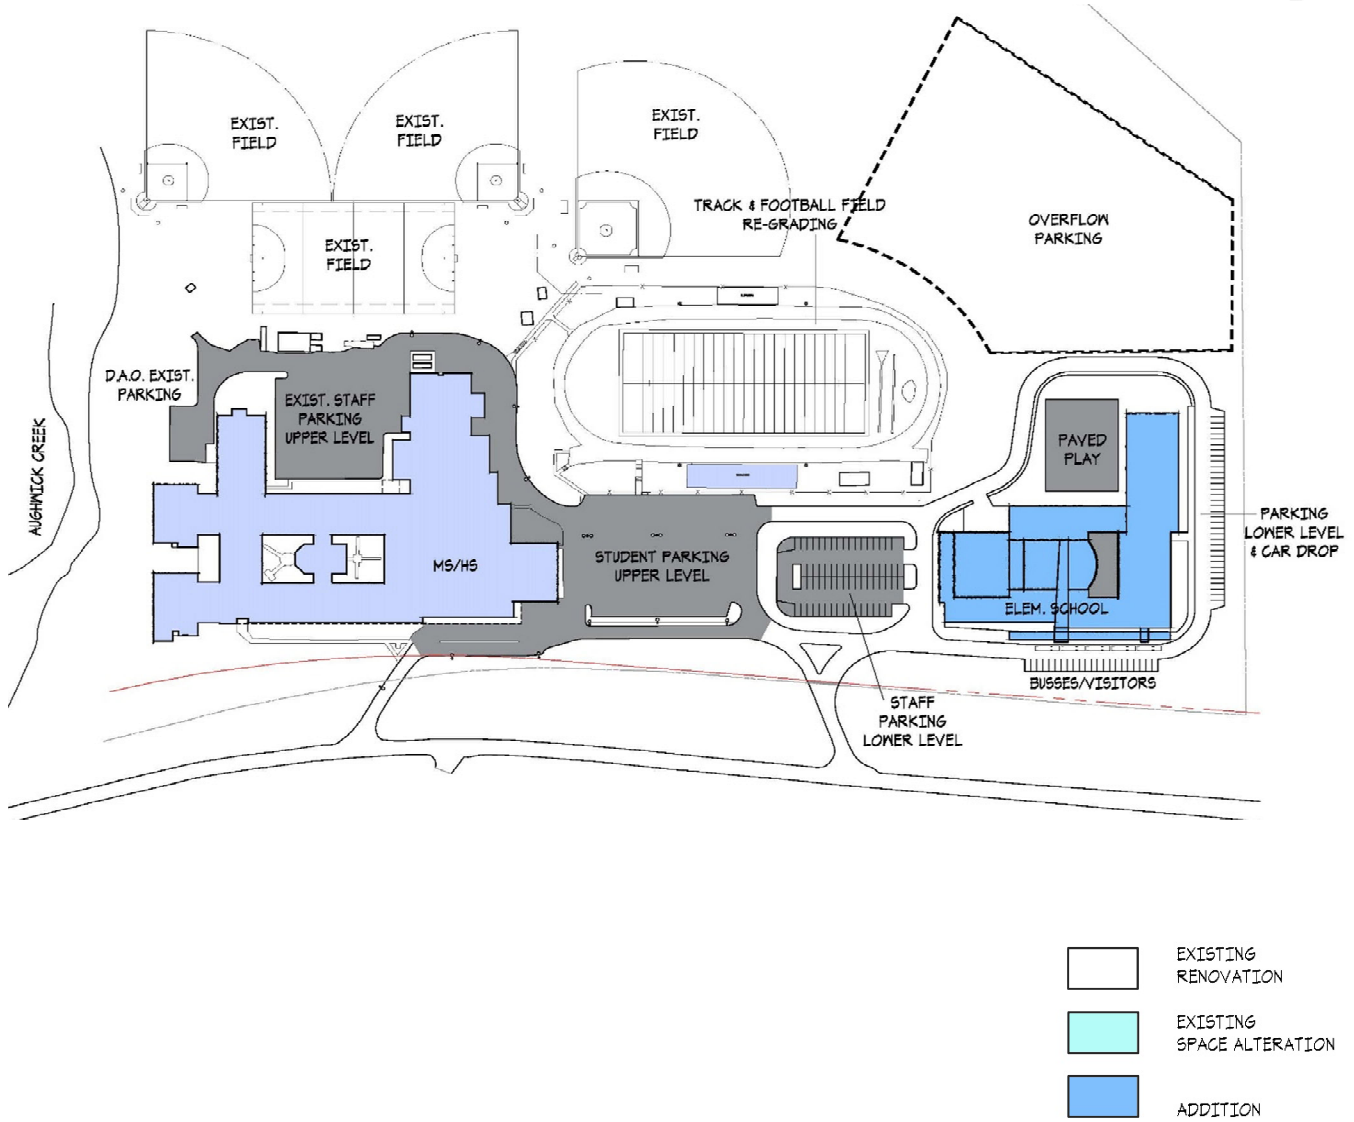 EXIST.
FIELD
EXIST.
FIELD
EXIST.
FIELD
TRACK & FOOTBALL FIELD
RE-GRADING
OVERFLOW
PARKING
EXIST.
FIELD
D.A.O. EXIST.
PARKING
EXIST. STAFF
PARKING
UPPER LEVEL
PAVED
PLAY
AUGHWICK CREEK
PARKING
LOWER LEVEL
& CAR DROP
STUDENT PARKING
UPPER LEVEL
MS/HS
ELEM. SCHOOL
BUSSES/VISITORS
STAFF
PARKING
LOWER LEVEL
EXISTING
RENOVATION
EXISTING
SPACE ALTERATION
ADDITION